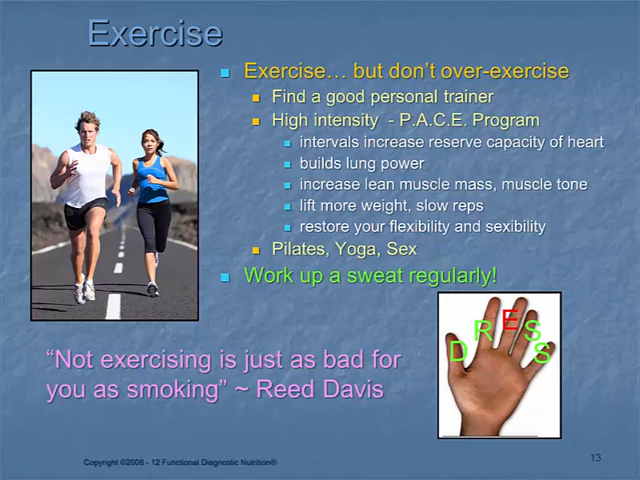 Exercise
Exercise… but don't over-exercise
Find a good personal trainer
High intensity - P.A.C.E. Program
intervals increase reserve capacity of heart
builds lung power
increase lean muscle mass, muscle tone
lift more weight, slow reps
restore your flexibility and sexibility
Pilates, Yoga, Sex
Work up a sweat regularly!
D R E S S
“Not exercising is just as bad for
you as smoking” ~ Reed Davis
Copyright ©2008 - 12 Functional Diagnostic Nutrition®
13